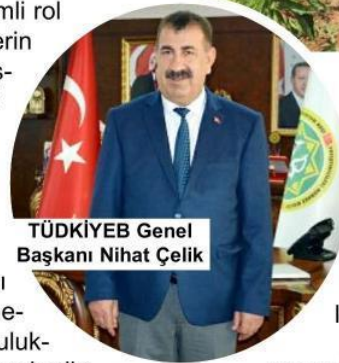 mli rol
erin
ş-
TÜDKİYEB Genel
Başkanı Nihat Çelik
ı
e-
uluk-